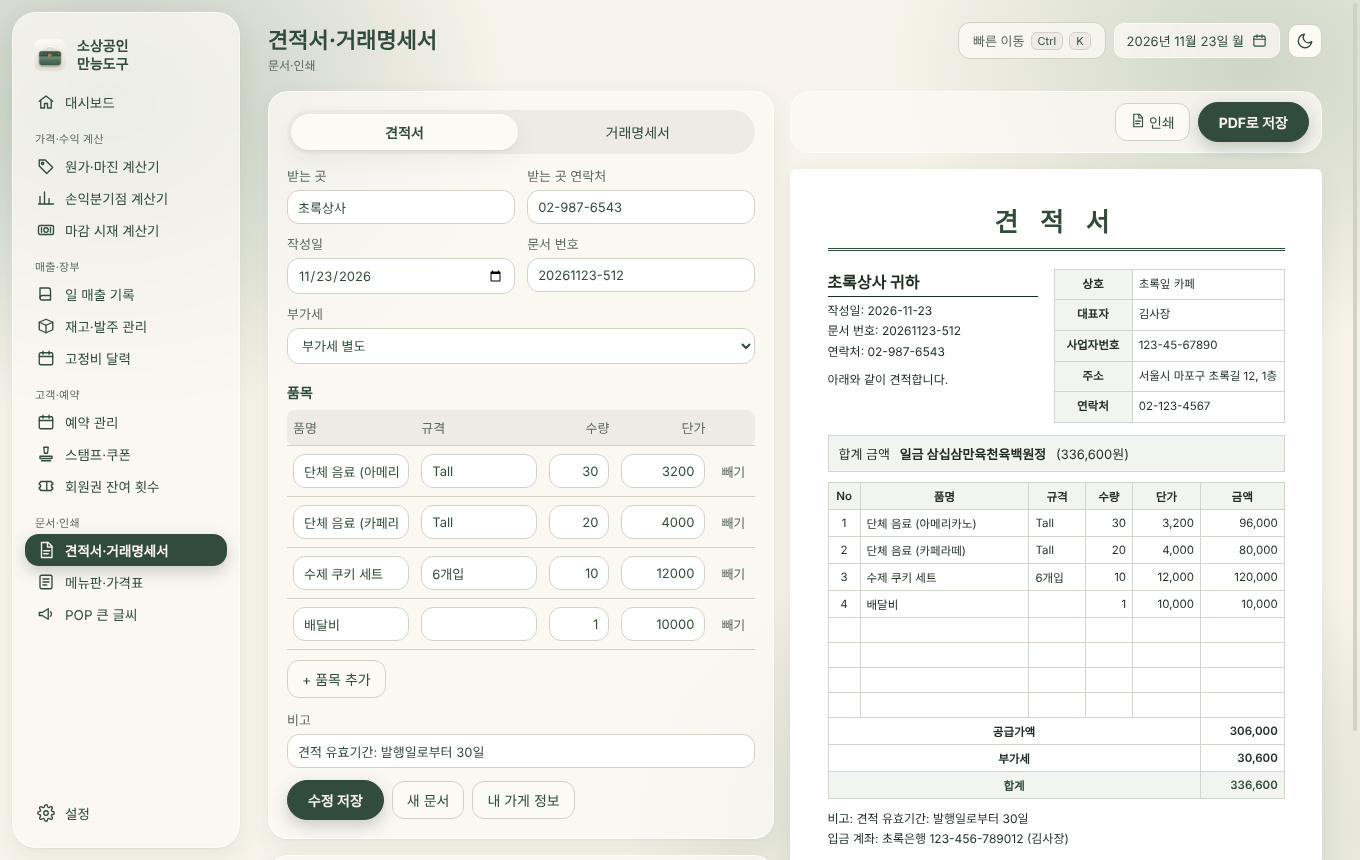 소상공인
만능도구
대시보드
가격·수익 계산
원가·마진 계산기
손익분기점 계산기
마감 시재 계산기
매출·장부
일 매출 기록
재고·발주 관리
고정비 달력
고객·예약
예약 관리
스탬프·쿠폰
회원권 잔여 횟수
문서·인쇄
견적서·거래명세서
메뉴판·가격표
POP 큰 글씨
설정
견적서·거래명세서
문서·인쇄
빠른 이동 Ctrl K
2026년 11월 23일 월
견적서 거래명세서
받는 곳 받는 곳 연락처
초록상사 02-987-6543
작성일 문서 번호
11/23/2026 20261123-512
부가세
부가세 별도
품목
품명 규격 수량 단가
단체 음료 (아메리 Tall 30 3200 빼기
단체 음료 (카페라 Tall 20 4000 빼기
수제 쿠키 세트 6개입 10 12000 빼기
배달비 1 10000 빼기
+ 품목 추가
비고
견적 유효기간: 발행일로부터 30일
수정 저장 새 문서 내 가게 정보
인쇄 PDF로 저장
견 적 서
초록상사 귀하
작성일: 2026-11-23
문서 번호: 20261123-512
연락처: 02-987-6543
아래와 같이 견적합니다.
상호 초록잎 카페
대표자 김사장
사업자번호 123-45-67890
주소 서울시 마포구 초록길 12, 1층
연락처 02-123-4567
합계 금액 일금 삼십삼만육천육백원정 (336,600원)
No 품명 규격 수량 단가 금액
1 단체 음료 (아메리카노) Tall 30 3,200 96,000
2 단체 음료 (카페라떼) Tall 20 4,000 80,000
3 수제 쿠키 세트 6개입 10 12,000 120,000
4 배달비 1 10,000 10,000
공급가액 306,000
부가세 30,600
합계 336,600
비고: 견적 유효기간: 발행일로부터 30일
입금 계좌: 초록은행 123-456-789012 (김사장)